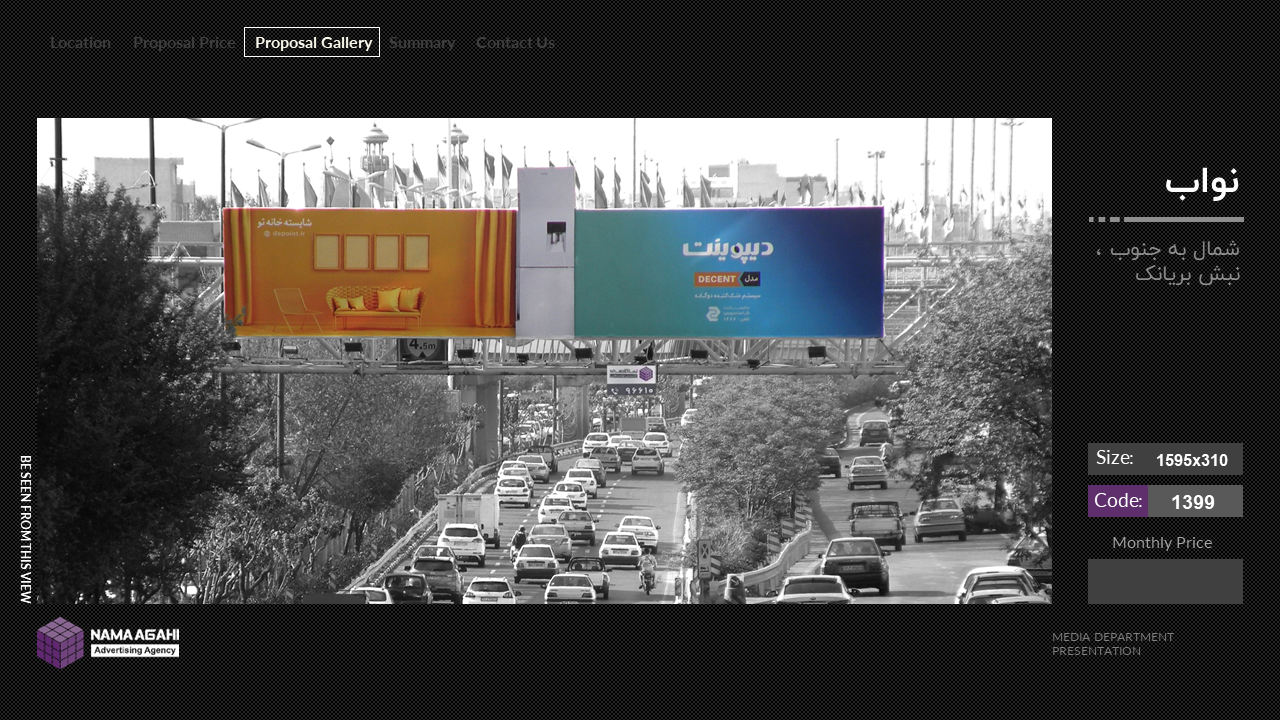 Location
Proposal Price
Proposal Gallery
Summary
Contact Us
نواب
شمال به جنوب ،
نبش بریانک
شایسته خانه تو
depoint.ir
دیپوینت
مدل DECENT
سیستم خنک‌کننده دوگانه
4.5m
۹۶۶۱۰
Size: 1595x310
Code: 1399
Monthly Price
BE SEEN FROM THIS VIEW
NAMA AGAHI
Advertising Agency
MEDIA DEPARTMENT
PRESENTATION